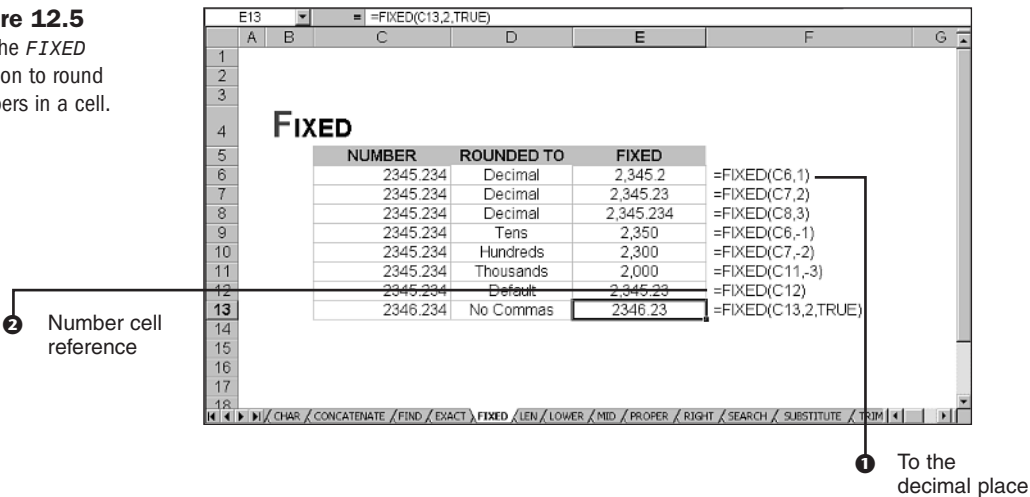 re 12.5
he FIXED
on to round
ers in a cell.
E13 = =FIXED(C13,2,TRUE)
A B C D E F G
1
2
3
4 FIXED
5 NUMBER ROUNDED TO FIXED
6 2345.234 Decimal 2,345.2 =FIXED(C6,1)
7 2345.234 Decimal 2,345.23 =FIXED(C7,2)
8 2345.234 Decimal 2,345.234 =FIXED(C8,3)
9 2345.234 Tens 2,350 =FIXED(C6,-1)
10 2345.234 Hundreds 2,300 =FIXED(C7,-2)
11 2345.234 Thousands 2,000 =FIXED(C11,-3)
12 2345.234 Default 2,345.23 =FIXED(C12)
13 2346.234 No Commas 2346.23 =FIXED(C13,2,TRUE)
14
15
16
17
18
CHAR CONCATENATE FIND EXACT FIXED LEN LOWER MID PROPER RIGHT SEARCH SUBSTITUTE TRIM
2 Number cell
reference
1 To the
decimal place